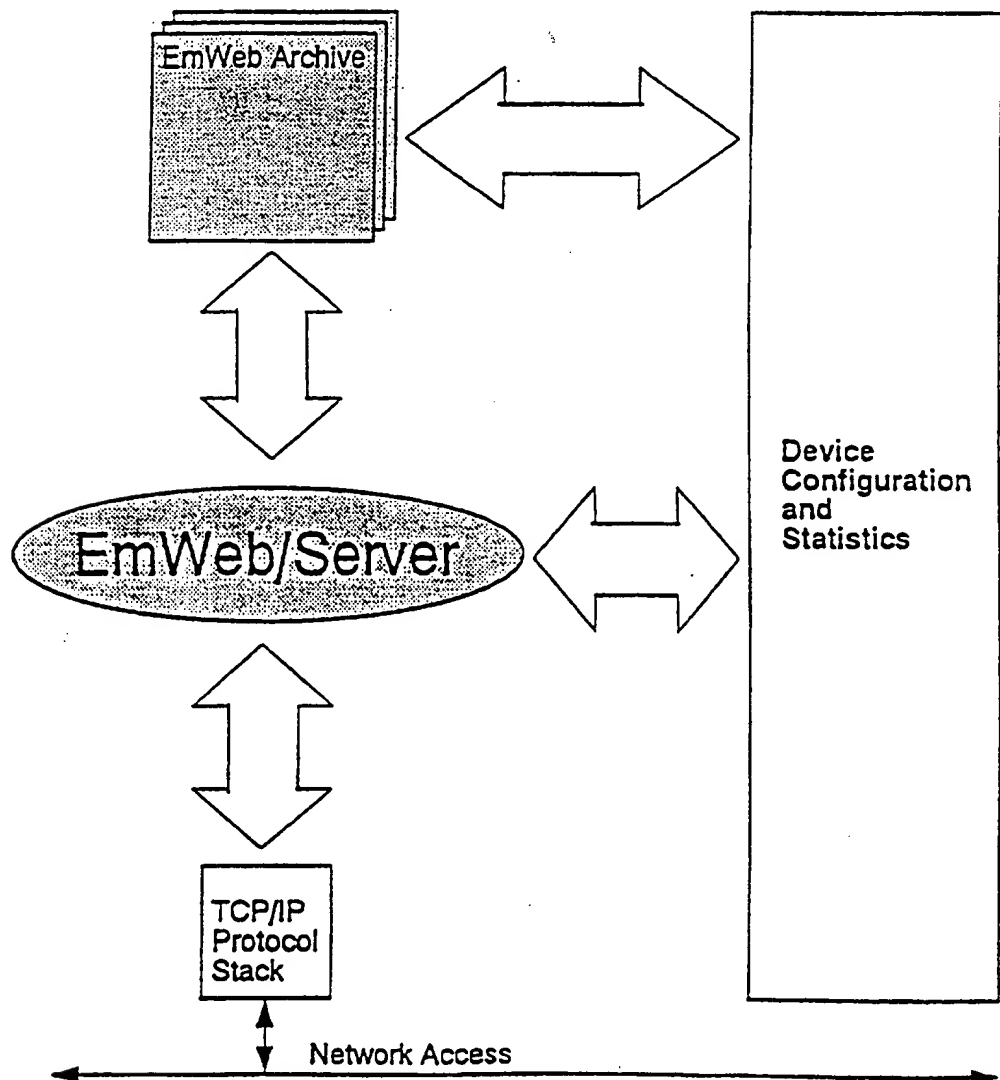 EmWeb Archive
Device
Configuration
and
Statistics
EmWeb/Server
TCP/IP
Protocol
Stack
Network Access